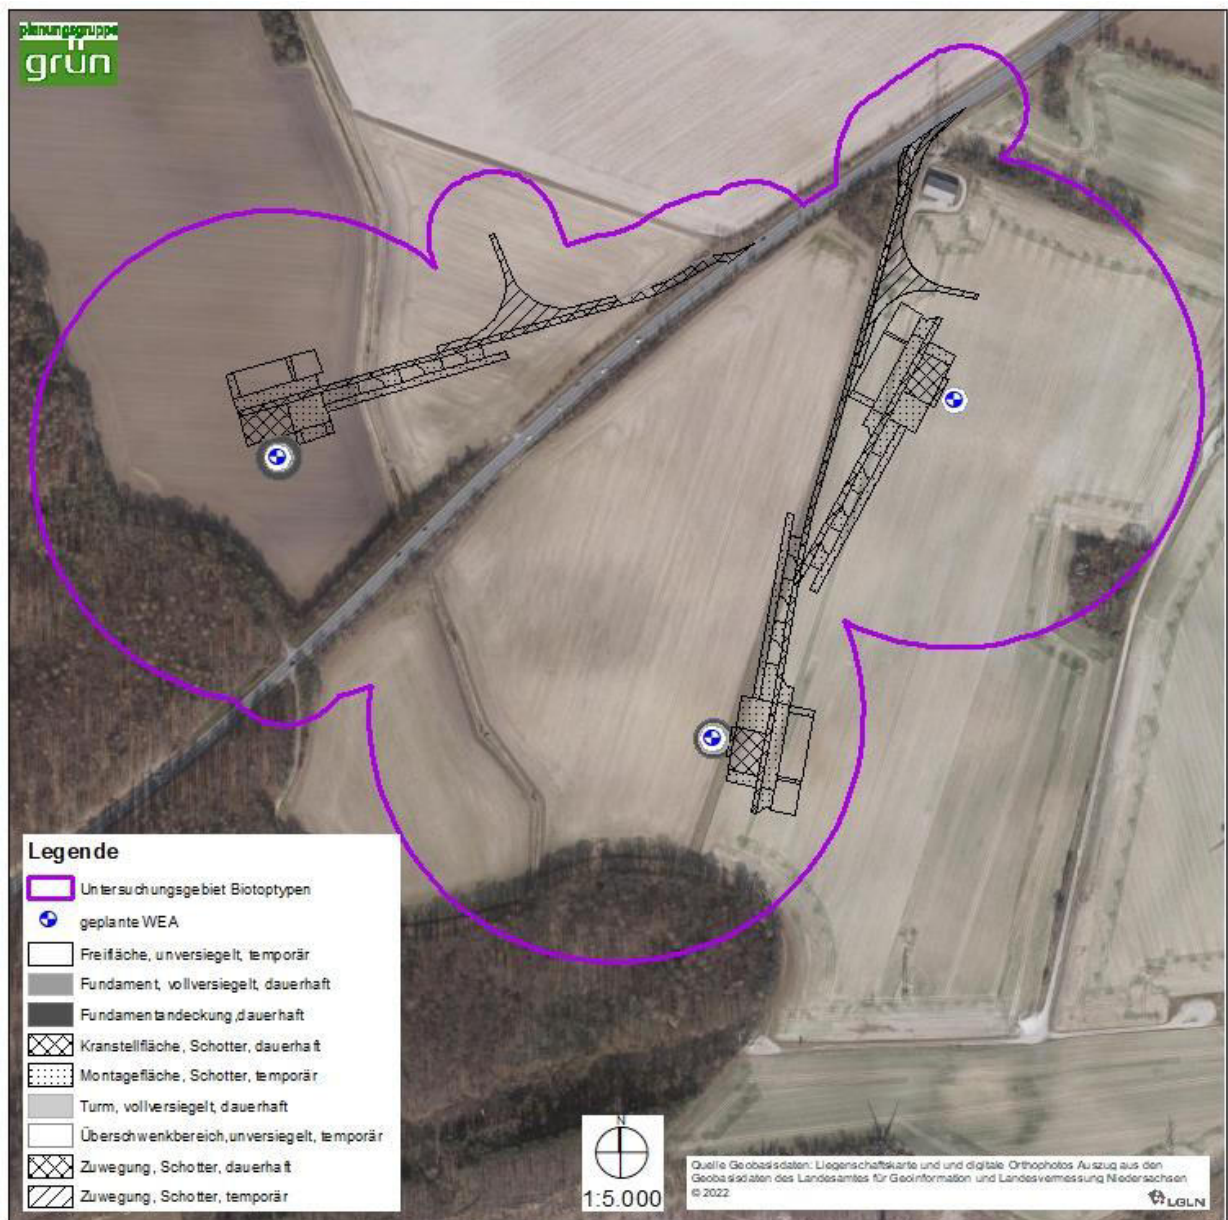 planungsgruppe
grün
Legende
Untersuchungsgebiet Biotoptypen
geplante WEA
Freifläche, unversiegelt, temporär
Fundament, vollversiegelt, dauerhaft
Fundamentandeckung,dauerhaft
Kranstellfläche, Schotter, dauerhaft
Montagefläche, Schotter, temporär
Turm, vollversiegelt, dauerhaft
Überschwenkbereich,unversiegelt, temporär
Zuwegung, Schotter, dauerhaft
Zuwegung, Schotter, temporär
N
1:5.000
Quelle Geobasisdaten: Liegenschaftskarte und und digitale Orthophotos Auszug aus den
Geobasisdaten des Landesamtes für Geoinformation und Landesvermessung Niedersachsen
© 2022
LGLN